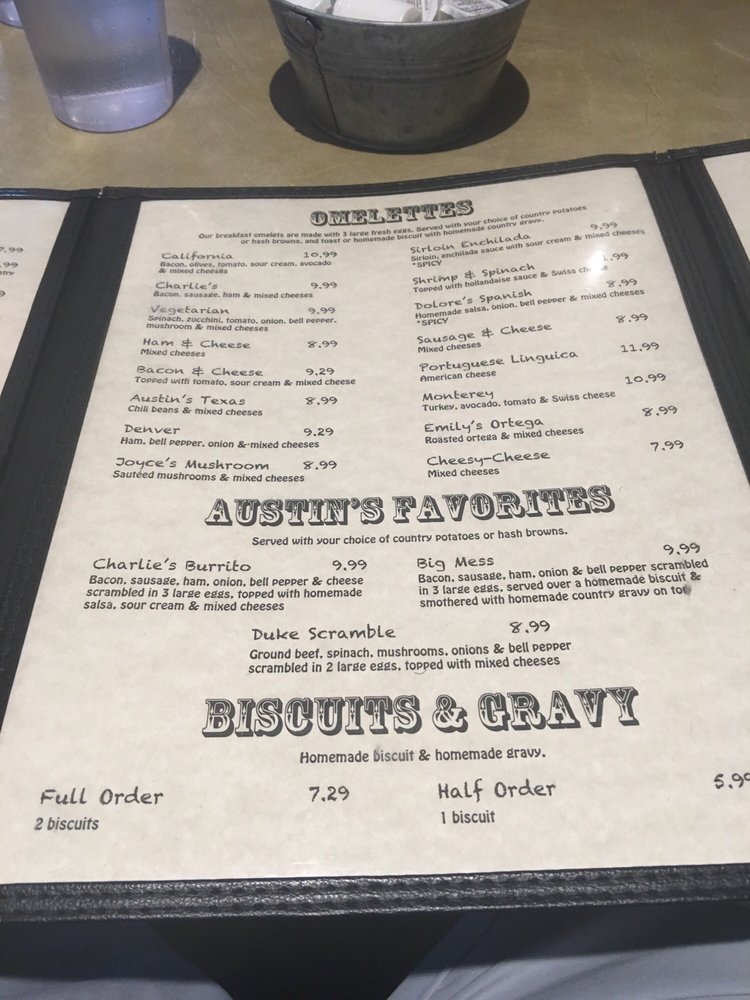 OMELETTES
Our breakfast omelets are made with 3 large fresh eggs. Served with your choice of country potatoes
or hash browns, and toast or homemade biscuit with homemade country gravy.
California 10.99
Bacon, olives, tomato, sour cream, avocado
& mixed cheeses
Charlie's 9.99
Bacon, sausage, ham & mixed cheeses
Vegetarian 9.99
Spinach, zucchini, tomato, onion, bell pepper,
mushroom & mixed cheeses
Ham & Cheese 8.99
Mixed cheeses
Bacon & Cheese 9.29
Topped with tomato, sour cream & mixed cheese
Austin's Texas 8.99
Chili beans & mixed cheeses
Denver 9.29
Ham, bell pepper, onion & mixed cheeses
Joyce's Mushroom 8.99
Sautéed mushrooms & mixed cheeses
Sirloin Enchilada 9.99
Sirloin, enchilada sauce with sour cream & mixed cheeses
*SPICY
Shrimp & Spinach 1.99
Topped with hollandaise sauce & Swiss
Dolore's Spanish 8.99
Homemade salsa, onion, bell pepper & mixed cheeses
*SPICY
Sausage & Cheese 8.99
Mixed cheeses
Portuguese Linguica 11.99
American cheese
Monterey 10.99
Turkey, avocado, tomato & Swiss cheese
Emily's Ortega 8.99
Roasted ortega & mixed cheeses
Cheesy-Cheese 7.99
Mixed cheeses
AUSTIN'S FAVORITES
Served with your choice of country potatoes or hash browns.
Charlie's Burrito 9.99
Bacon, sausage, ham, onion, bell pepper & cheese
scrambled in 3 large eggs, topped with homemade
salsa, sour cream & mixed cheeses
Big Mess 9.99
Bacon, sausage, ham, onion & bell pepper scrambled
in 3 large eggs, served over a homemade biscuit &
smothered with homemade country gravy on top
Duke Scramble 8.99
Ground beef, spinach, mushrooms, onions & bell pepper
scrambled in 2 large eggs, topped with mixed cheeses
BISCUITS & GRAVY
Homemade biscuit & homemade gravy.
Full Order 7.29
2 biscuits
Half Order 5.99
1 biscuit